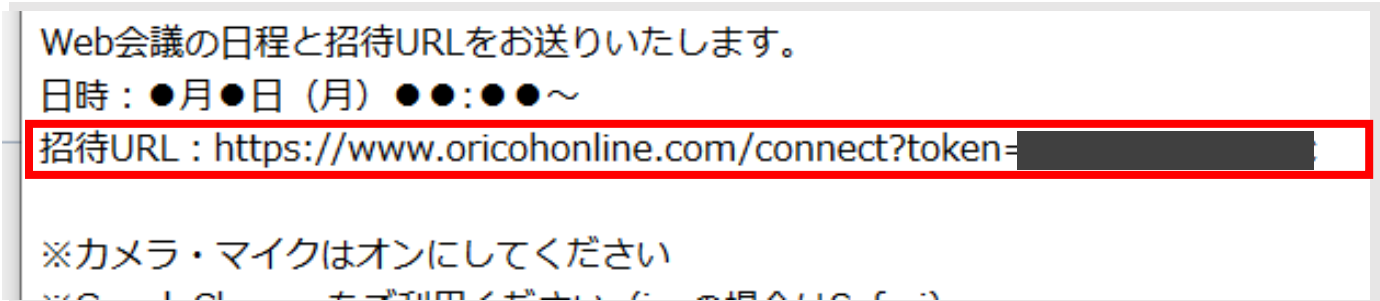 Web会議の日程と招待URLをお送りいたします。
日時：●月●日（月）●●:●●～
招待URL：https://www.oricohonline.com/connect?token=
※カメラ・マイクはオンにしてください